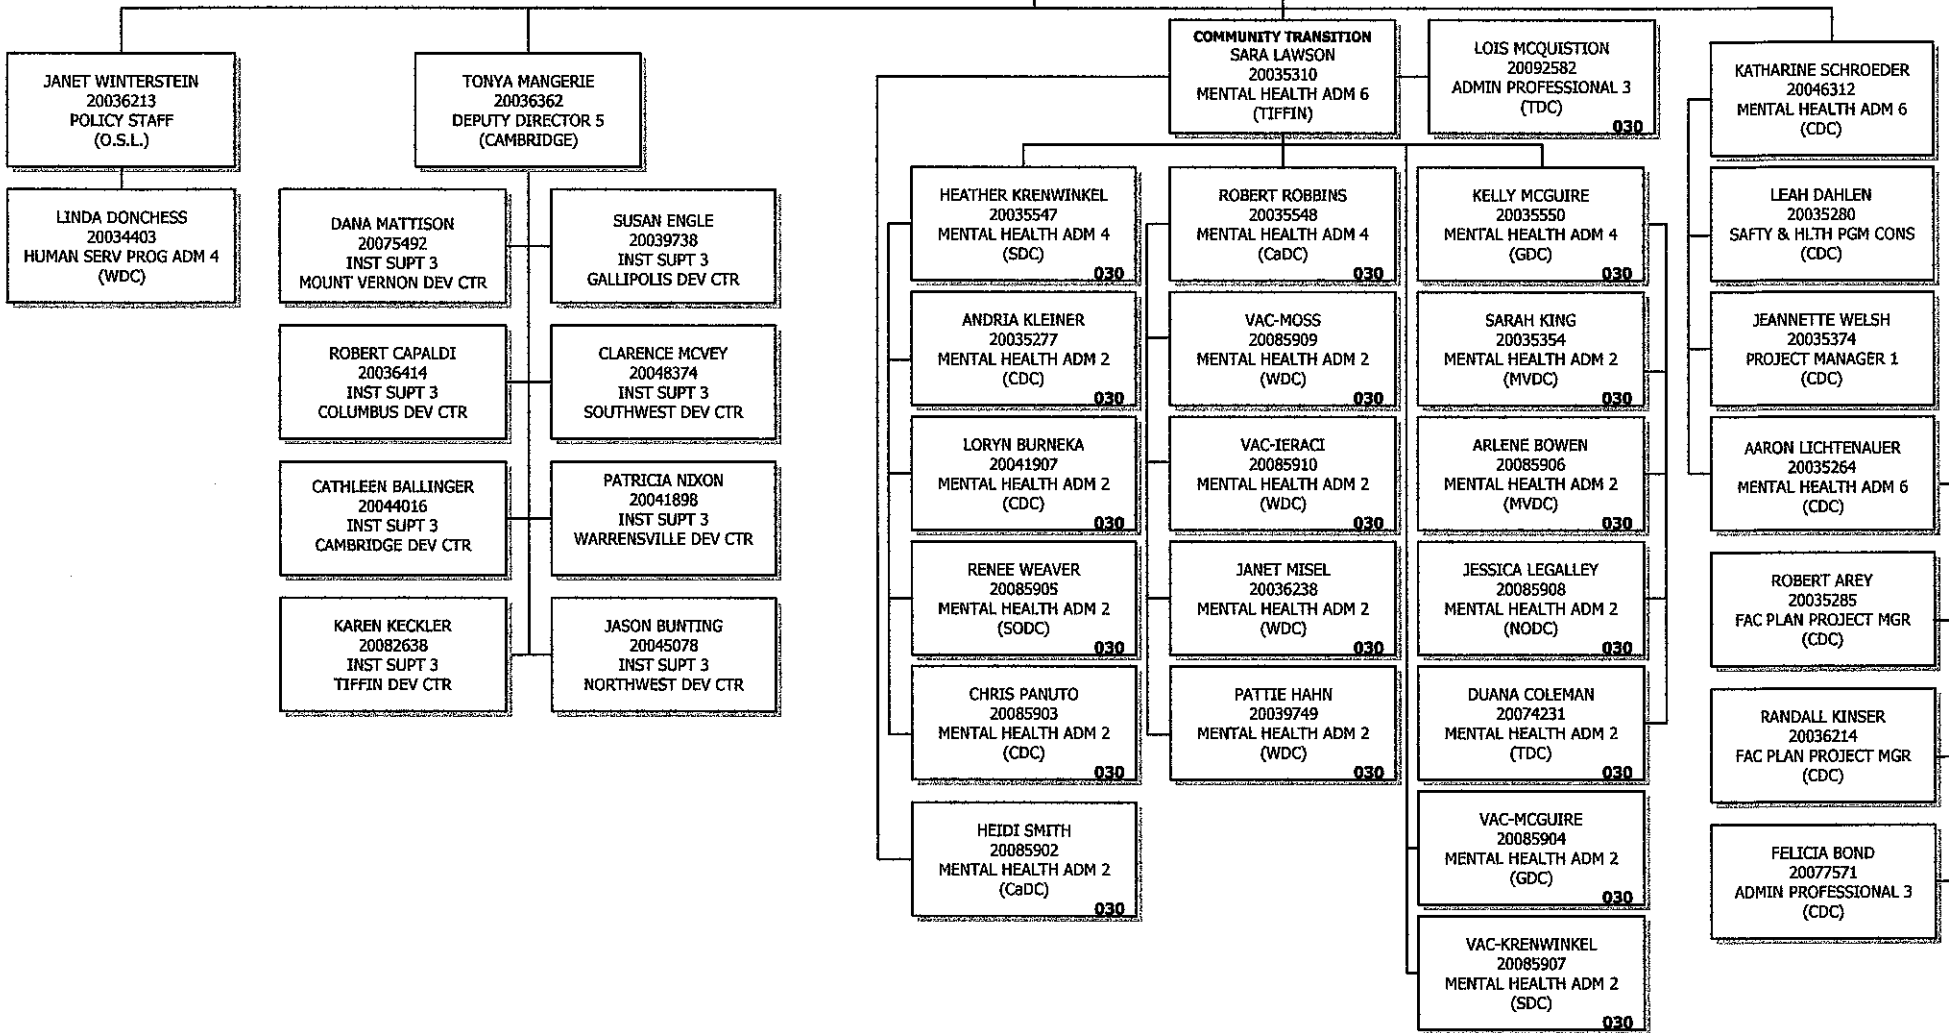 JANET WINTERSTEIN
20036213
POLICY STAFF
(O.S.L.)
LINDA DONCHESS
20034403
HUMAN SERV PROG ADM 4
(WDC)
TONYA MANGERIE
20036362
DEPUTY DIRECTOR 5
(CAMBRIDGE)
DANA MATTISON
20075492
INST SUPT 3
MOUNT VERNON DEV CTR
SUSAN ENGLE
20039738
INST SUPT 3
GALLIPOLIS DEV CTR
ROBERT CAPALDI
20036414
INST SUPT 3
COLUMBUS DEV CTR
CLARENCE MCVEY
20048374
INST SUPT 3
SOUTHWEST DEV CTR
CATHLEEN BALLINGER
20044016
INST SUPT 3
CAMBRIDGE DEV CTR
PATRICIA NIXON
20041898
INST SUPT 3
WARRENSVILLE DEV CTR
KAREN KECKLER
20082638
INST SUPT 3
TIFFIN DEV CTR
JASON BUNTING
20045078
INST SUPT 3
NORTHWEST DEV CTR
COMMUNITY TRANSITION
SARA LAWSON
20035310
MENTAL HEALTH ADM 6
(TIFFIN)
LOIS MCQUISTION
20092582
ADMIN PROFESSIONAL 3
(TDC)
030
HEATHER KRENWINKEL
20035547
MENTAL HEALTH ADM 4
(SDC)
030
ANDRIA KLEINER
20035277
MENTAL HEALTH ADM 2
(CDC)
030
LORYN BURNEKA
20041907
MENTAL HEALTH ADM 2
(CDC)
030
RENEE WEAVER
20085905
MENTAL HEALTH ADM 2
(SODC)
030
CHRIS PANUTO
20085903
MENTAL HEALTH ADM 2
(CDC)
030
HEIDI SMITH
20085902
MENTAL HEALTH ADM 2
(CaDC)
030
ROBERT ROBBINS
20035548
MENTAL HEALTH ADM 4
(CaDC)
030
VAC-MOSS
20085909
MENTAL HEALTH ADM 2
(WDC)
030
VAC-IERACI
20085910
MENTAL HEALTH ADM 2
(WDC)
030
JANET MISEL
20036238
MENTAL HEALTH ADM 2
(WDC)
030
PATTIE HAHN
20039749
MENTAL HEALTH ADM 2
(WDC)
030
KELLY MCGUIRE
20035550
MENTAL HEALTH ADM 4
(GDC)
030
SARAH KING
20035354
MENTAL HEALTH ADM 2
(MVDC)
030
ARLENE BOWEN
20085906
MENTAL HEALTH ADM 2
(MVDC)
030
JESSICA LEGALLEY
20085908
MENTAL HEALTH ADM 2
(NODC)
030
DUANA COLEMAN
20074231
MENTAL HEALTH ADM 2
(TDC)
030
VAC-MCGUIRE
20085904
MENTAL HEALTH ADM 2
(GDC)
030
VAC-KRENWINKEL
20085907
MENTAL HEALTH ADM 2
(SDC)
030
KATHARINE SCHROEDER
20046312
MENTAL HEALTH ADM 6
(CDC)
LEAH DAHLEN
20035280
SAFTY & HLTH PGM CONS
(CDC)
JEANNETTE WELSH
20035374
PROJECT MANAGER 1
(CDC)
AARON LICHTENAUER
20035264
MENTAL HEALTH ADM 6
(CDC)
ROBERT AREY
20035285
FAC PLAN PROJECT MGR
(CDC)
RANDALL KINSER
20036214
FAC PLAN PROJECT MGR
(CDC)
FELICIA BOND
20077571
ADMIN PROFESSIONAL 3
(CDC)